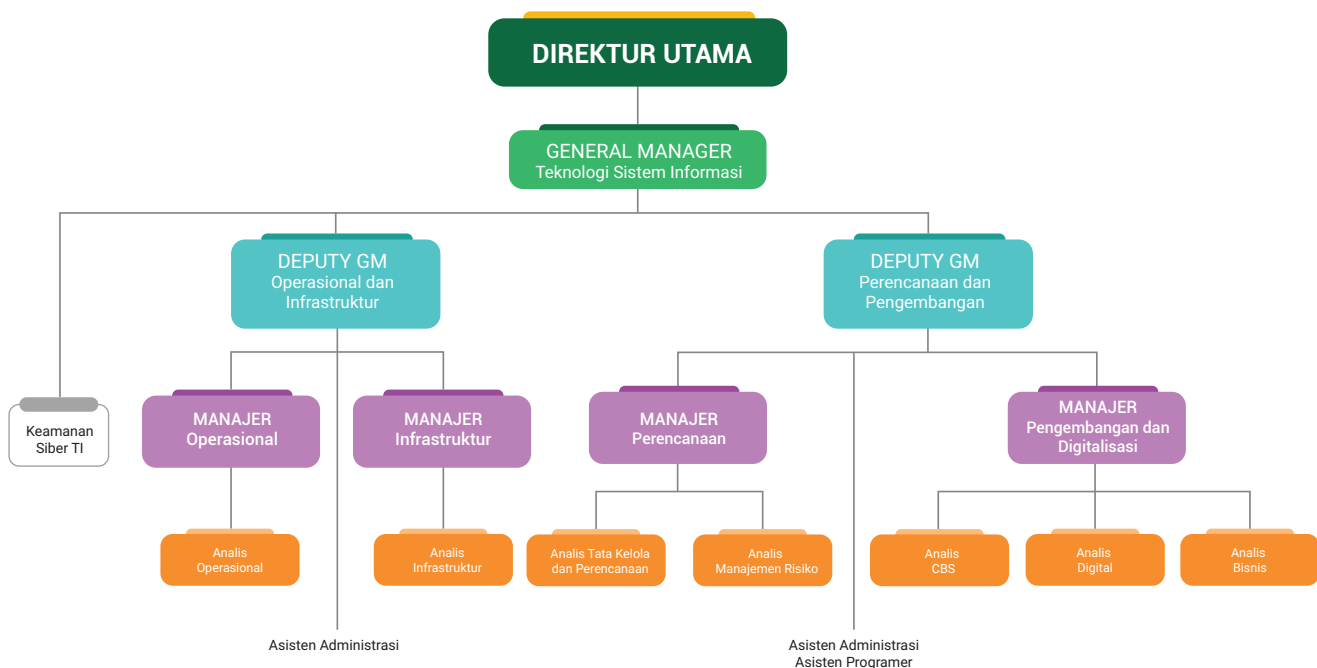 DIREKTUR UTAMA
GENERAL MANAGER
Teknologi Sistem Informasi
DEPUTY GM
Operasional dan
Infrastruktur
DEPUTY GM
Perencanaan dan
Pengembangan
Keamanan
Siber TI
MANAJER
Operasional
MANAJER
Infrastruktur
MANAJER
Perencanaan
MANAJER
Pengembangan dan
Digitalisasi
Analis
Operasional
Analis
Infrastruktur
Analis Tata Kelola
dan Perencanaan
Analis
Manajemen Risiko
Analis
CBS
Analis
Digital
Analis
Bisnis
Asisten Administrasi
Asisten Administrasi
Asisten Programer